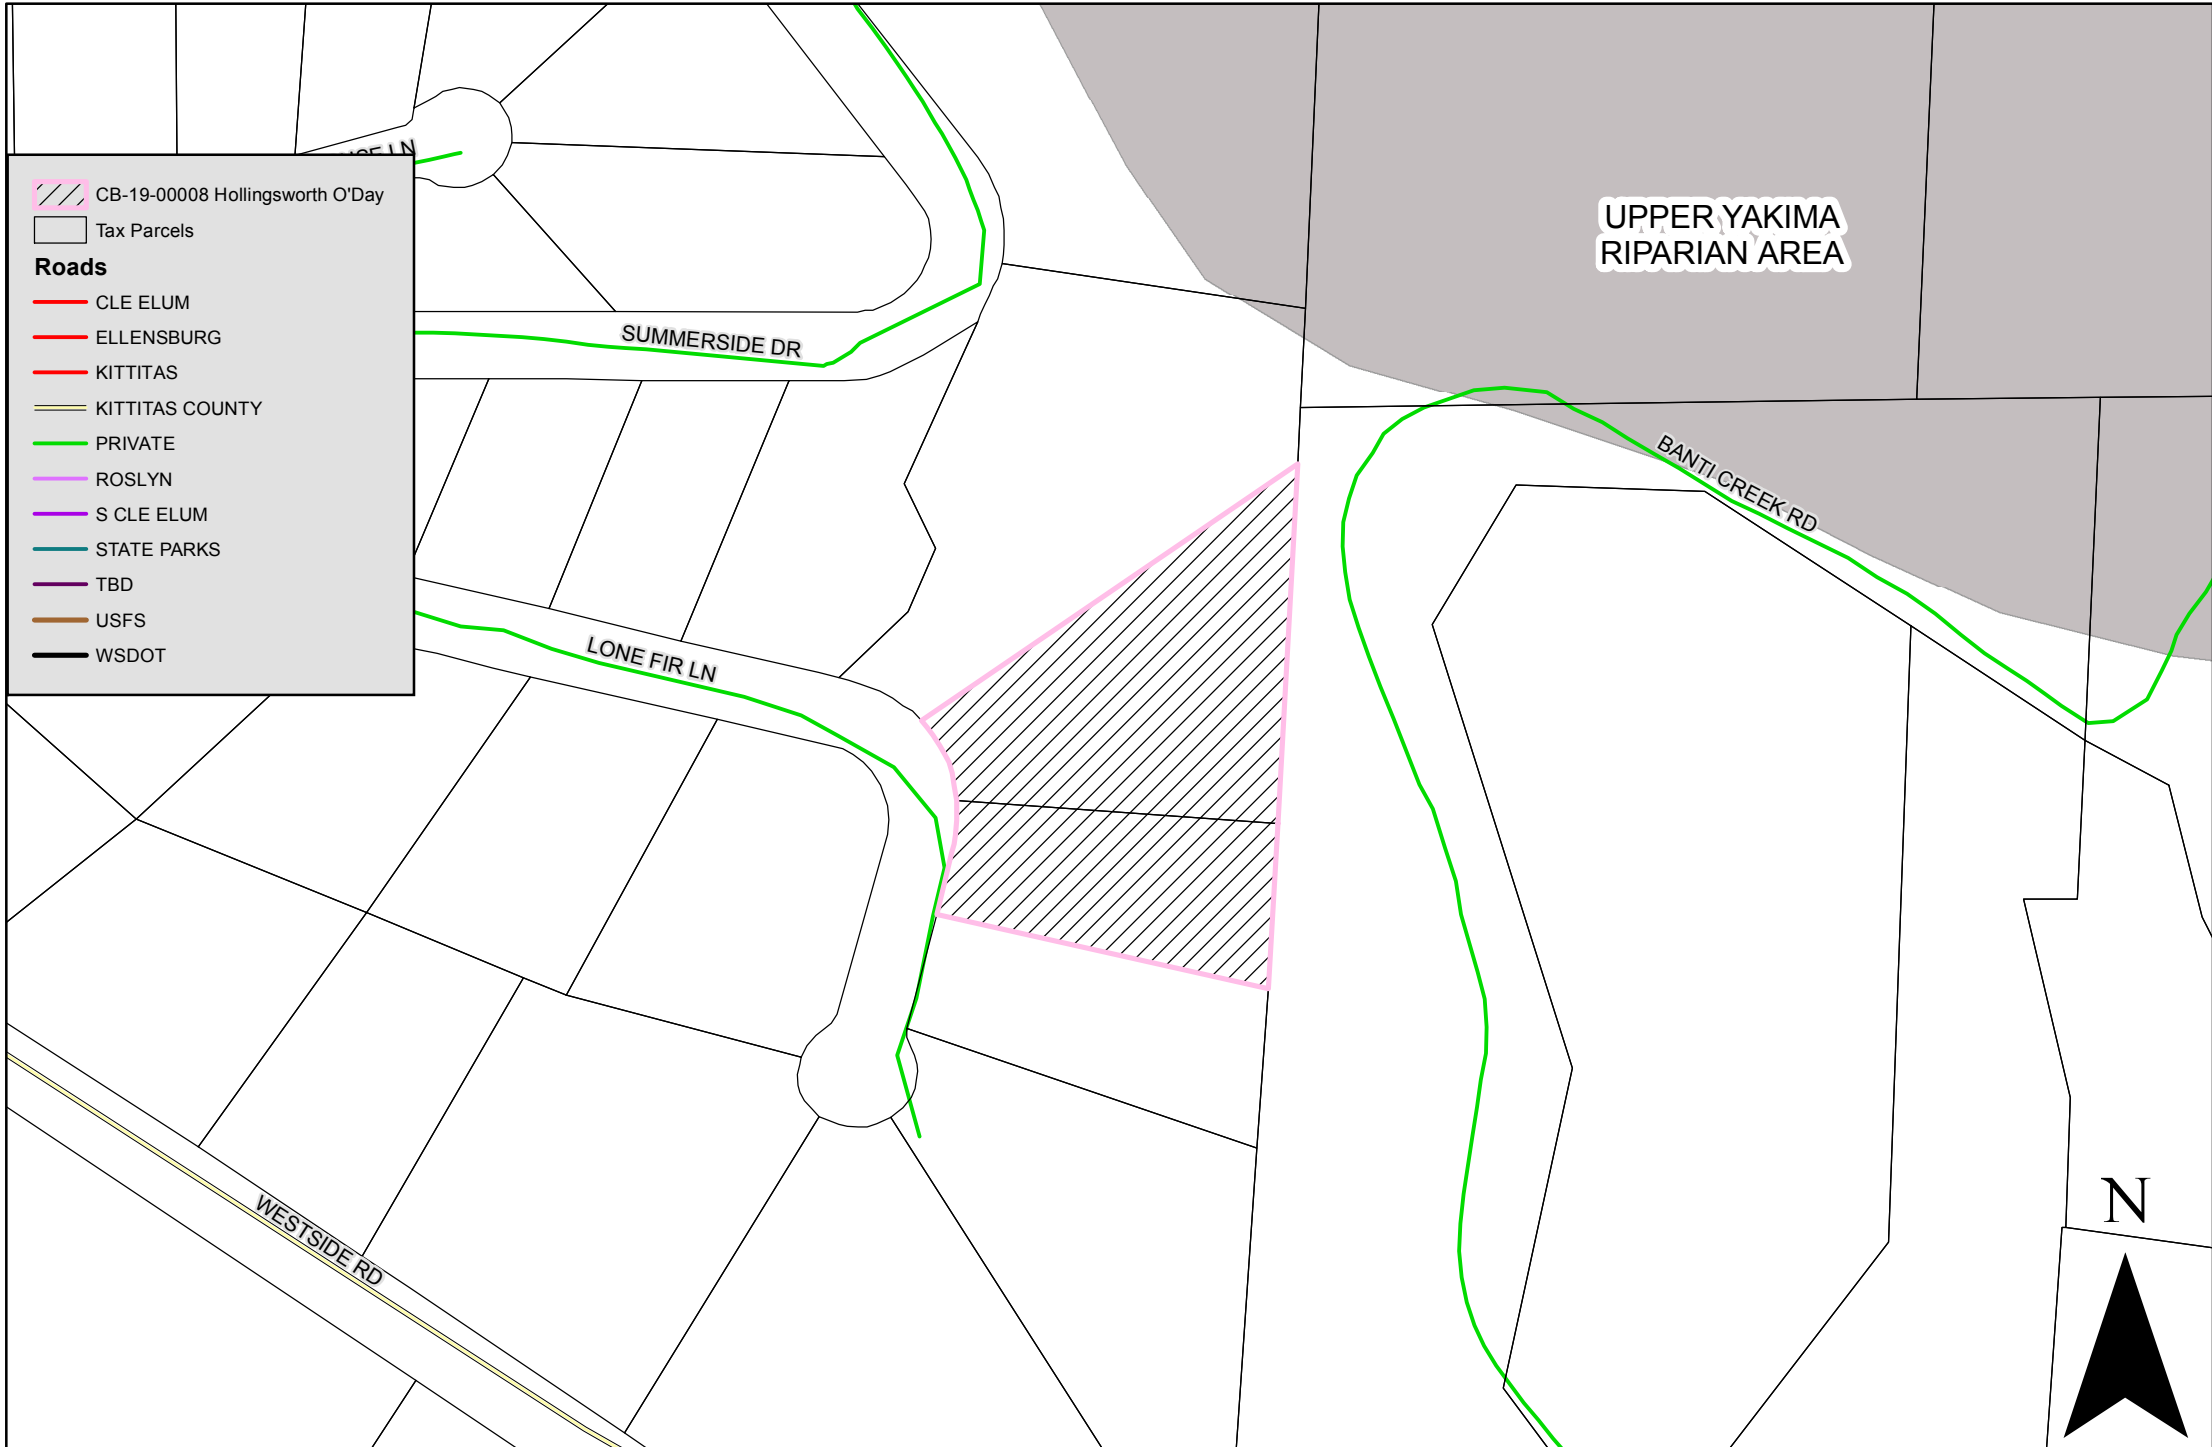 CB-19-00008 Hollingsworth O'Day
Tax Parcels
Roads
CLE ELUM
ELLENSBURG
KITTITAS
KITTITAS COUNTY
PRIVATE
ROSLYN
S CLE ELUM
STATE PARKS
TBD
USFS
WSDOT
LN
UPPER YAKIMA
RIPARIAN AREA
SUMMERSIDE DR
BANTI CREEK RD
LONE FIR LN
WESTSIDE RD
N